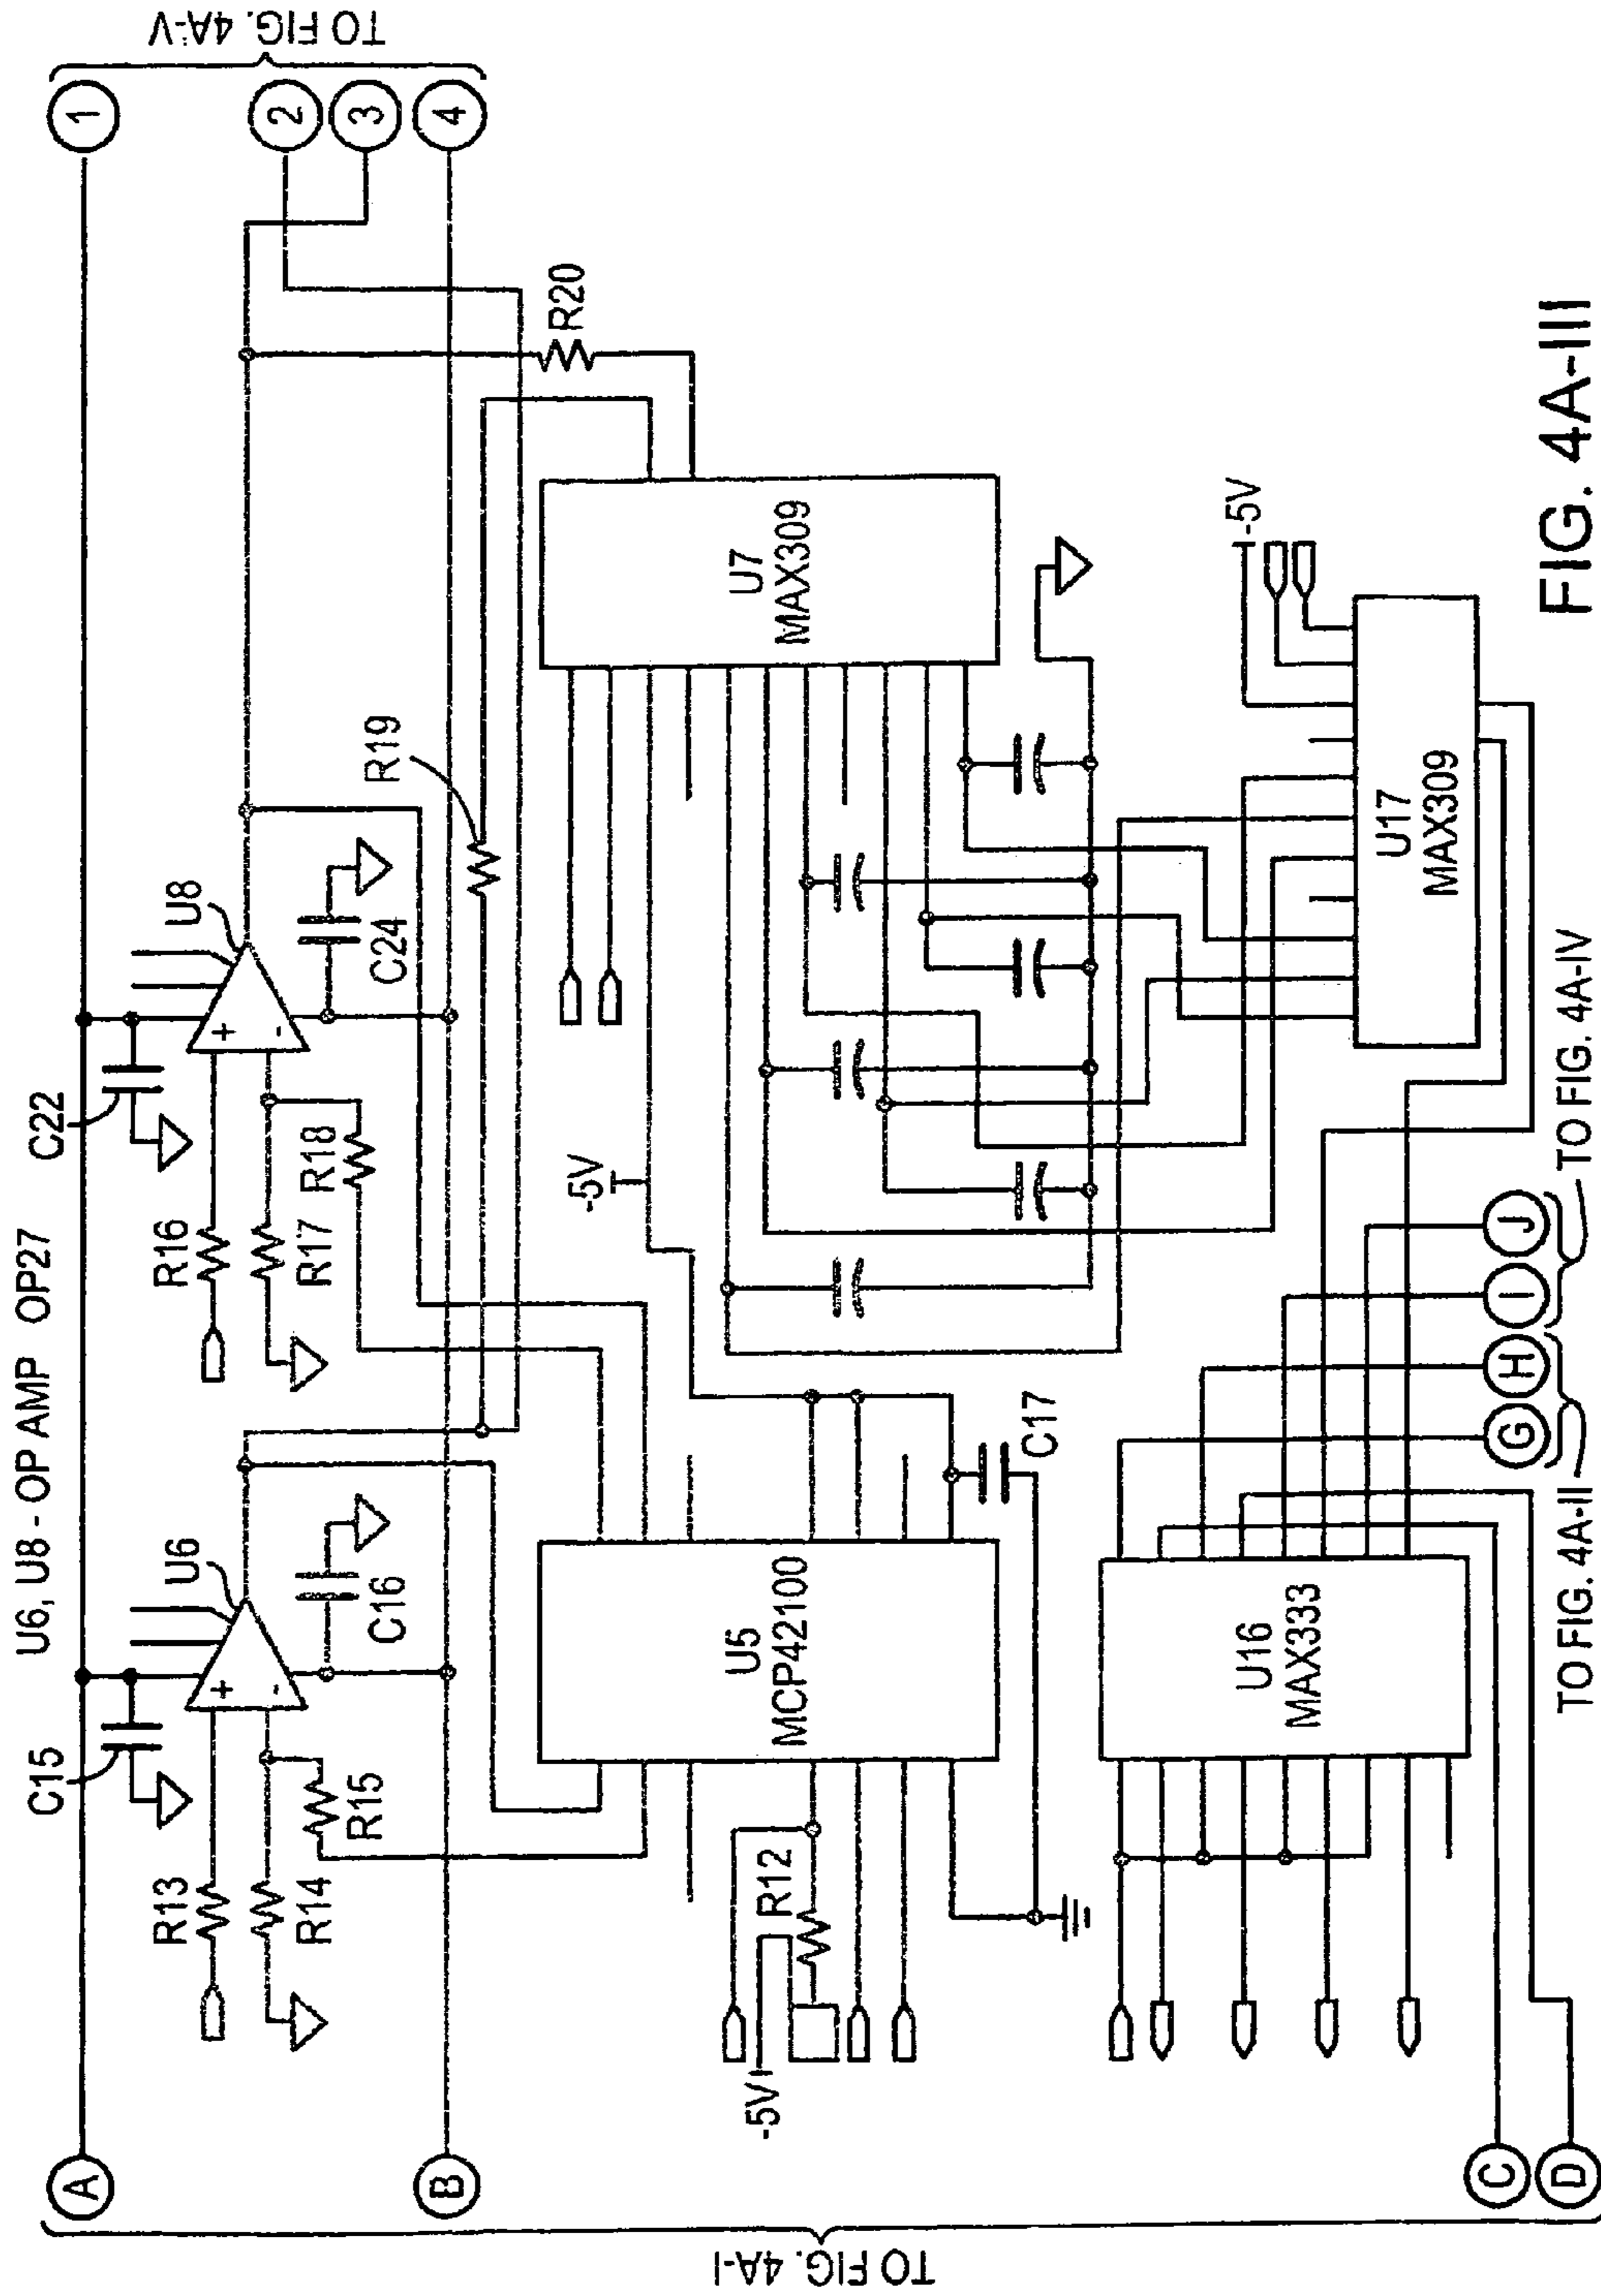 U6, U8 - OP AMP OP27
A
1
TO FIG. 4A-V
C15
C22
U6
U8
2
+
-
+
-
3
R13
R16
R14
C16
R17
C24
R15
R18
R19
B
4
TO FIG. 4A-I
R20
-5V
U5
MCP42100
U7
MAX309
-5V
R12
C17
-5V
U16
MAX333
U17
MAX309
C
D
G
H
I
J
TO FIG. 4A-II
TO FIG. 4A-IV
FIG. 4A-III